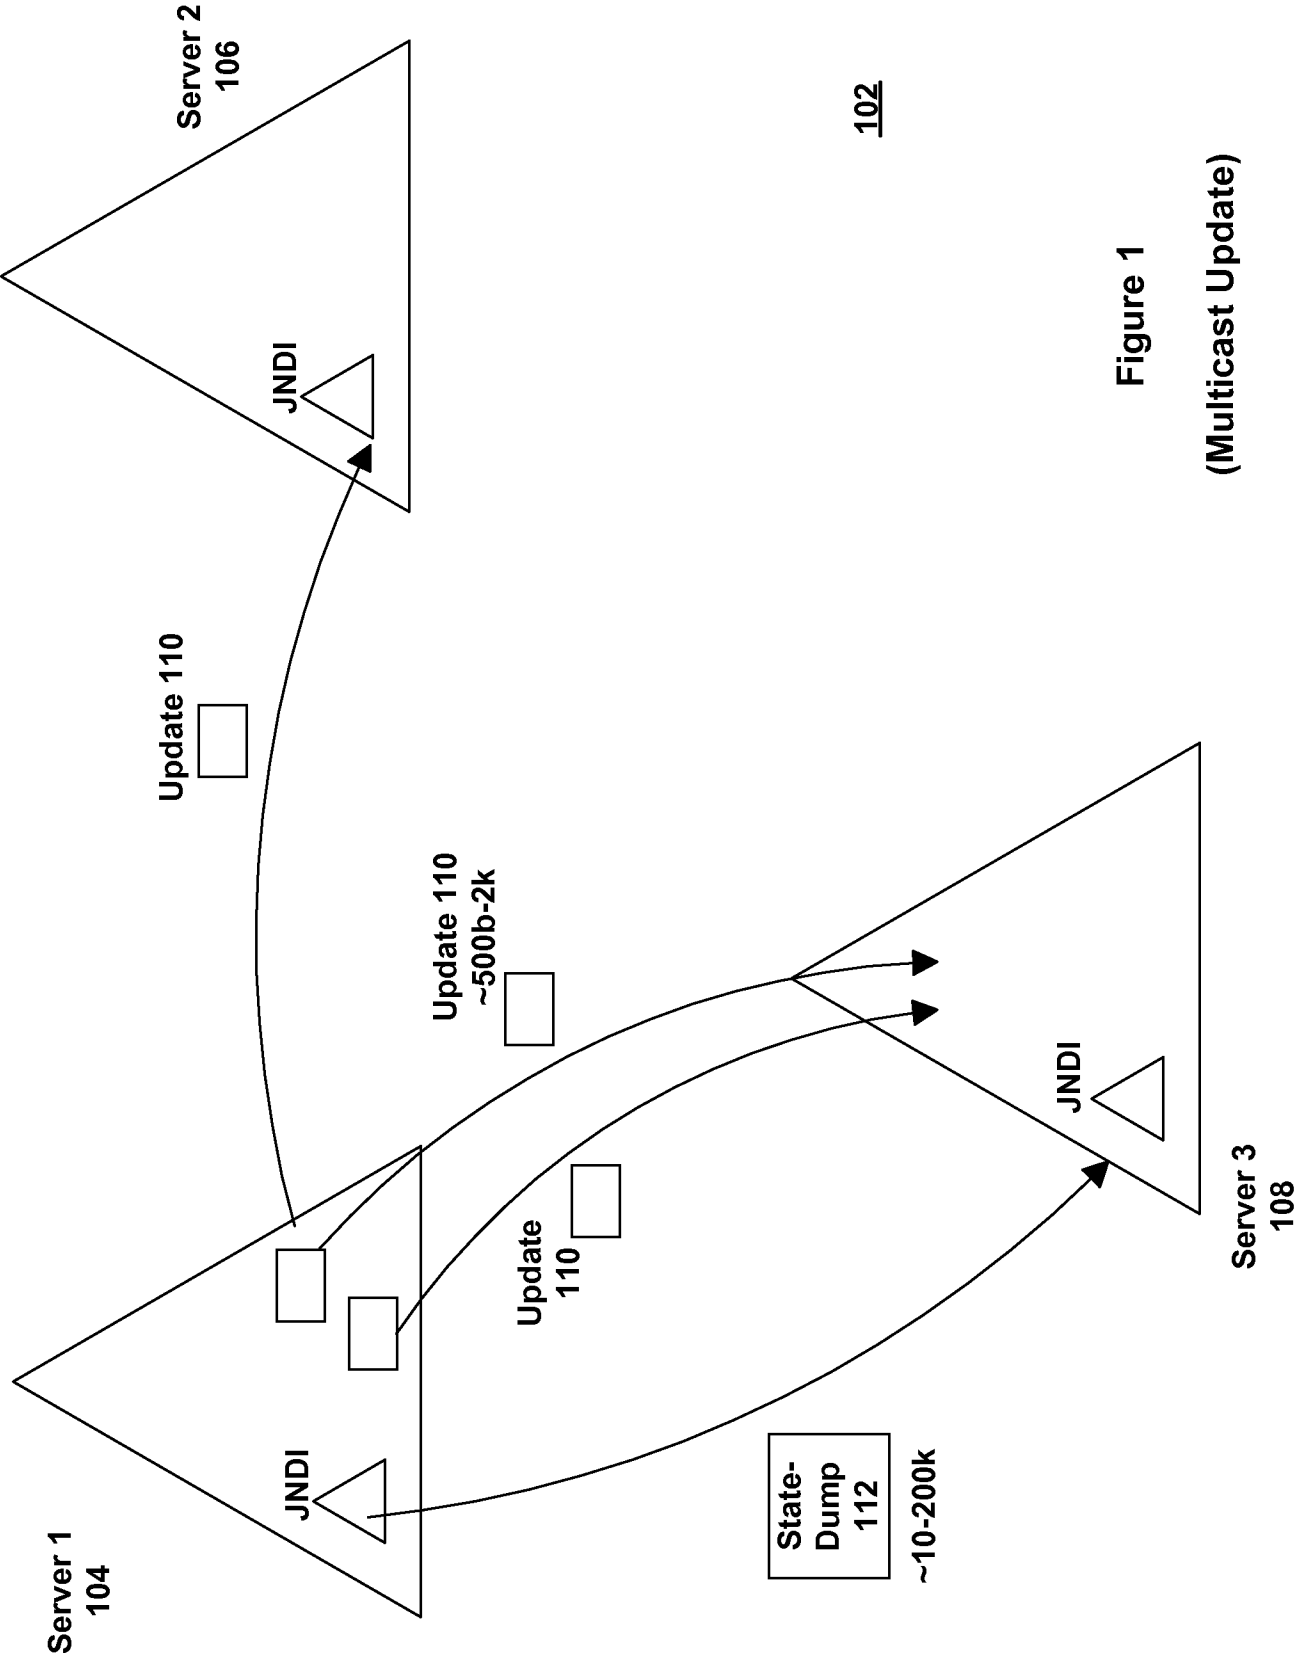 Server 1
104
JNDI
Update 110
Server 2
106
JNDI
Update 110
~500b-2k
Update
110
State-
Dump
112
~10-200k
JNDI
Server 3
108
102
Figure 1
(Multicast Update)